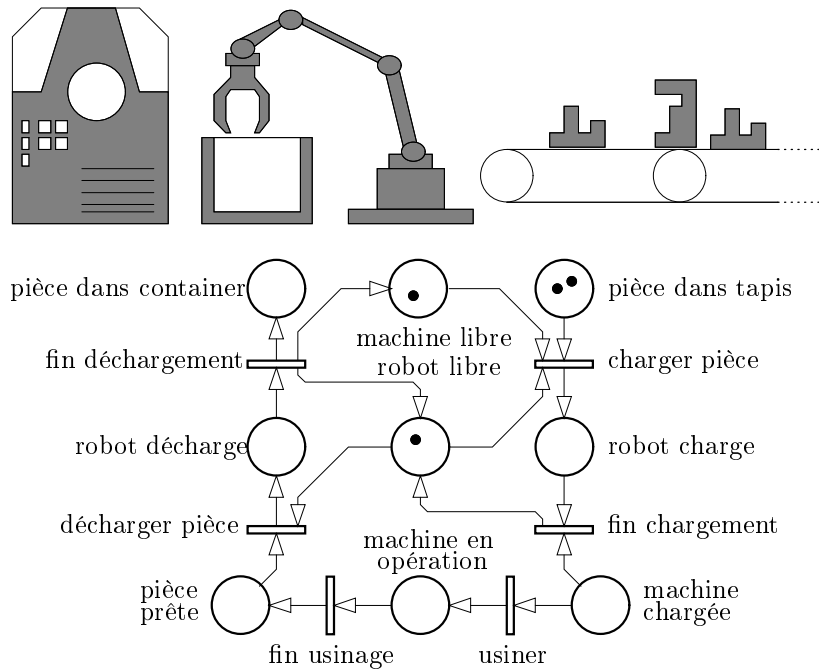 pièce dans container
pièce dans tapis
machine libre
robot libre
fin déchargement
charger pièce
robot décharge
robot charge
décharger pièce
fin chargement
machine en
opération
pièce
prête
machine
chargée
fin usinage
usiner